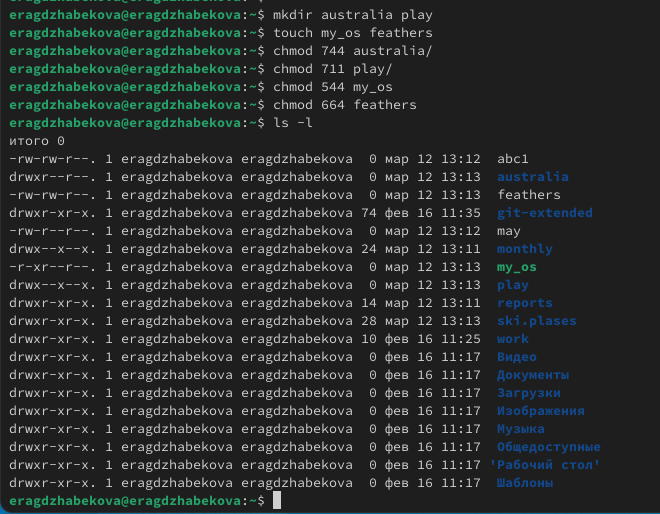 eragdzhabekova@eragdzhabekova:~$ mkdir australia play
eragdzhabekova@eragdzhabekova:~$ touch my_os feathers
eragdzhabekova@eragdzhabekova:~$ chmod 744 australia/
eragdzhabekova@eragdzhabekova:~$ chmod 711 play/
eragdzhabekova@eragdzhabekova:~$ chmod 544 my_os
eragdzhabekova@eragdzhabekova:~$ chmod 664 feathers
eragdzhabekova@eragdzhabekova:~$ ls -l
итого 0
-rw-rw-r--. 1 eragdzhabekova eragdzhabekova  0 мар 12 13:12  abc1
drwxr--r--. 1 eragdzhabekova eragdzhabekova  0 мар 12 13:13  australia
-rw-rw-r--. 1 eragdzhabekova eragdzhabekova  0 мар 12 13:13  feathers
drwxr-xr-x. 1 eragdzhabekova eragdzhabekova 74 фев 16 11:35  git-extended
-rw-r--r--. 1 eragdzhabekova eragdzhabekova  0 мар 12 13:12  may
drwx--x--x. 1 eragdzhabekova eragdzhabekova 24 мар 12 13:11  monthly
-r-xr--r--. 1 eragdzhabekova eragdzhabekova  0 мар 12 13:13  my_os
drwx--x--x. 1 eragdzhabekova eragdzhabekova  0 мар 12 13:13  play
drwxr-xr-x. 1 eragdzhabekova eragdzhabekova 14 мар 12 13:11  reports
drwxr-xr-x. 1 eragdzhabekova eragdzhabekova 28 мар 12 13:13  ski.plases
drwxr-xr-x. 1 eragdzhabekova eragdzhabekova 10 фев 16 11:25  work
drwxr-xr-x. 1 eragdzhabekova eragdzhabekova  0 фев 16 11:17  Видео
drwxr-xr-x. 1 eragdzhabekova eragdzhabekova  0 фев 16 11:17  Документы
drwxr-xr-x. 1 eragdzhabekova eragdzhabekova  0 фев 16 11:17  Загрузки
drwxr-xr-x. 1 eragdzhabekova eragdzhabekova  0 фев 16 11:17  Изображения
drwxr-xr-x. 1 eragdzhabekova eragdzhabekova  0 фев 16 11:17  Музыка
drwxr-xr-x. 1 eragdzhabekova eragdzhabekova  0 фев 16 11:17  Общедоступные
drwxr-xr-x. 1 eragdzhabekova eragdzhabekova  0 фев 16 11:17 'Рабочий стол'
drwxr-xr-x. 1 eragdzhabekova eragdzhabekova  0 фев 16 11:17  Шаблоны
eragdzhabekova@eragdzhabekova:~$